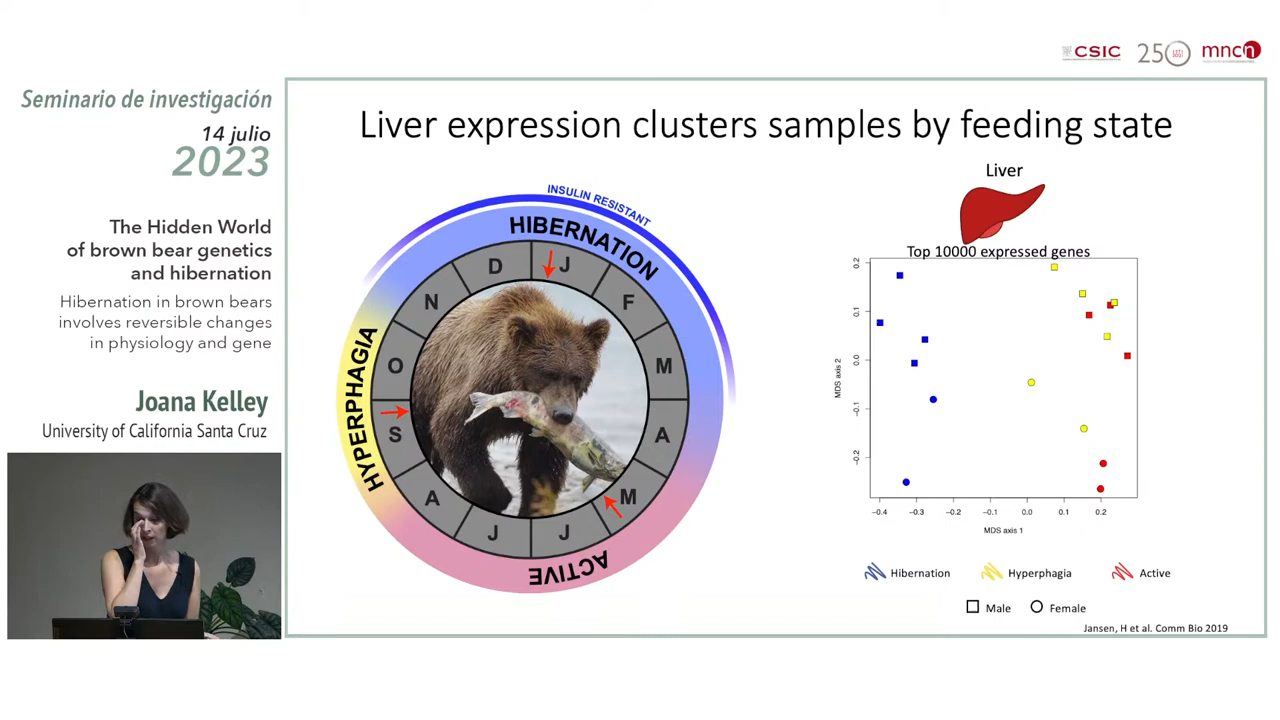 CSIC
250
mncn
Seminario de investigación
14 julio
2023
The Hidden World
of brown bear genetics
and hibernation
Hibernation in brown bears
involves reversible changes
in physiology and gene
Joana Kelley
University of California Santa Cruz
Liver expression clusters samples by feeding state
INSULIN RESISTANT
HIBERNATION
HYPERPHAGIA
ACTIVE
J
F
M
A
M
J
J
A
S
O
N
D
Liver
Top 10000 expressed genes
MDS axis 2
0.2
0.1
0.0
−0.1
−0.2
−0.4
−0.3
−0.2
−0.1
0.0
0.1
0.2
MDS axis 1
Hibernation
Hyperphagia
Active
Male
Female
Jansen, H et al. Comm Bio 2019